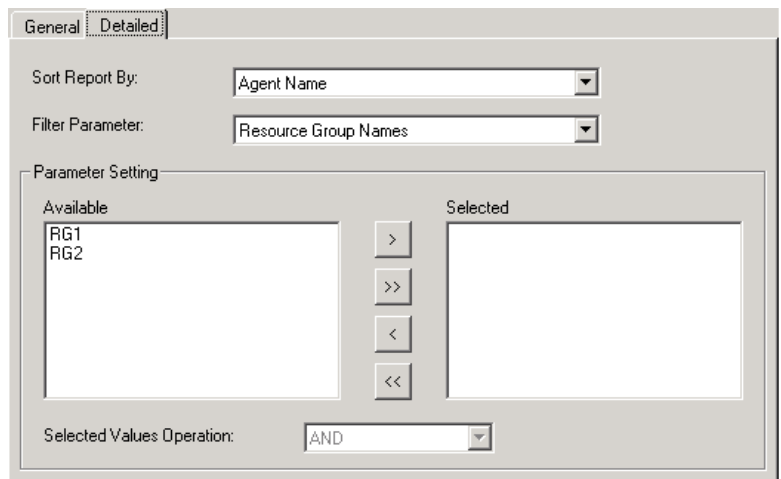 General Detailed
Sort Report By: Agent Name
Filter Parameter: Resource Group Names
Parameter Setting
Available Selected
RG1
RG2
>
>>
<
<<
Selected Values Operation: AND